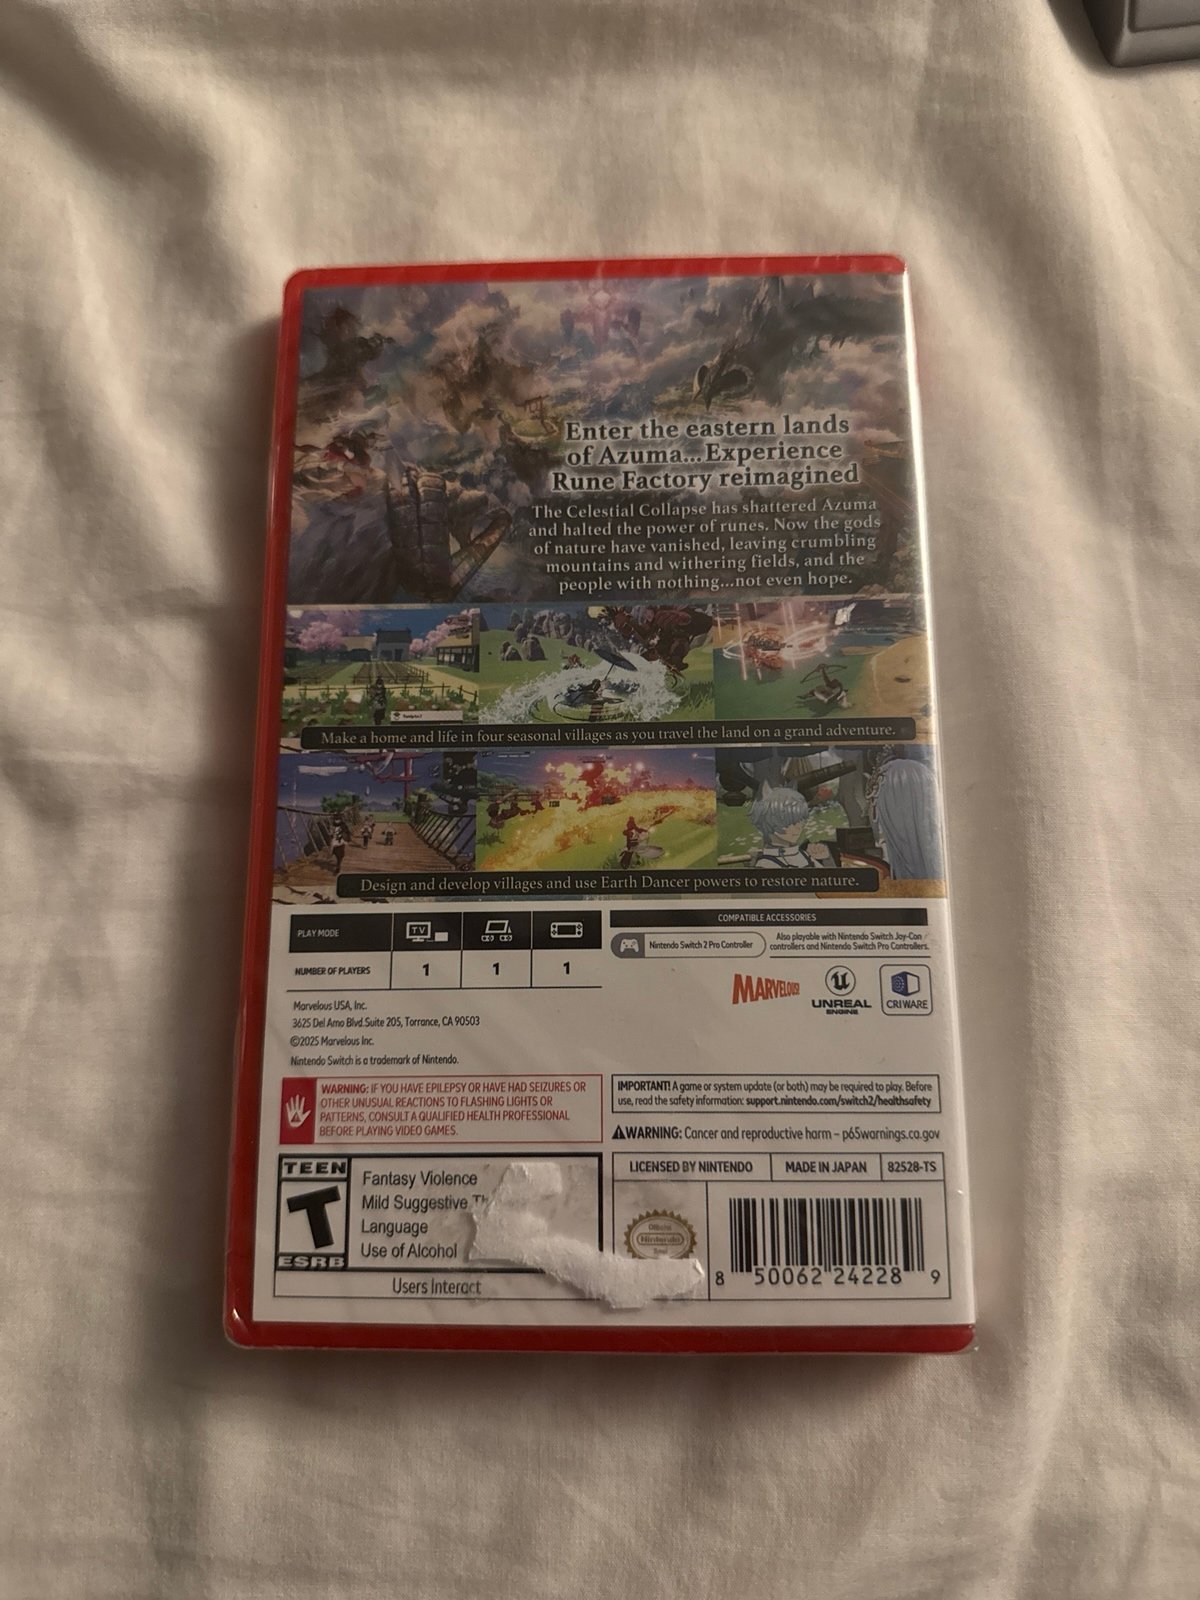 Enter the eastern lands
of Azuma...Experience
Rune Factory reimagined
The Celestial Collapse has shattered Azuma
and halted the power of runes. Now the gods
of nature have vanished, leaving crumbling
mountains and withering fields, and the
people with nothing...not even hope.
Make a home and life in four seasonal villages as you travel the land on a grand adventure.
Design and develop villages and use Earth Dancer powers to restore nature.
PLAY MODE
TV
NUMBER OF PLAYERS
1
1
1
COMPATIBLE ACCESSORIES
Nintendo Switch 2 Pro Controller
Also playable with Nintendo Switch Joy-Con
controllers and Nintendo Switch Pro Controllers.
MARVELOUS!
UNREAL
ENGINE
CRIWARE
Marvelous USA, Inc.
3625 Del Amo Blvd.Suite 205, Torrance, CA 90503
©2025 Marvelous Inc.
Nintendo Switch is a trademark of Nintendo.
WARNING: IF YOU HAVE EPILEPSY OR HAVE HAD SEIZURES OR
OTHER UNUSUAL REACTIONS TO FLASHING LIGHTS OR
PATTERNS, CONSULT A QUALIFIED HEALTH PROFESSIONAL
BEFORE PLAYING VIDEO GAMES.
IMPORTANT! A game or system update (or both) may be required to play. Before
use, read the safety information: support.nintendo.com/switch2/healthsafety
WARNING: Cancer and reproductive harm – p65warnings.ca.gov
TEEN
T
ESRB
Fantasy Violence
Mild Suggestive Th
Language
Use of Alcohol
Users Interact
LICENSED BY NINTENDO
MADE IN JAPAN
82528-TS
Official
Nintendo
Seal
8 50062 24228 9